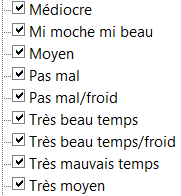 Médiocre
Mi moche mi beau
Moyen
Pas mal
Pas mal/froid
Très beau temps
Très beau temps/froid
Très mauvais temps
Très moyen